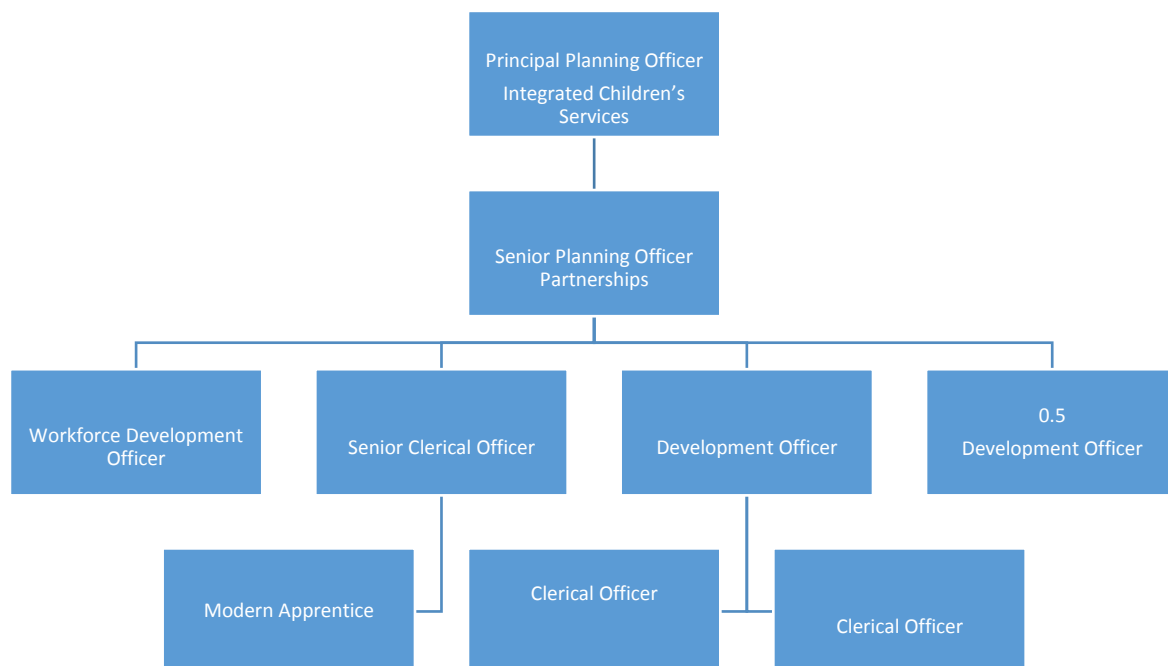 Principal Planning Officer
Integrated Children’s
Services
Senior Planning Officer
Partnerships
Workforce Development
Officer
Senior Clerical Officer
Development Officer
0.5
Development Officer
Modern Apprentice
Clerical Officer
Clerical Officer